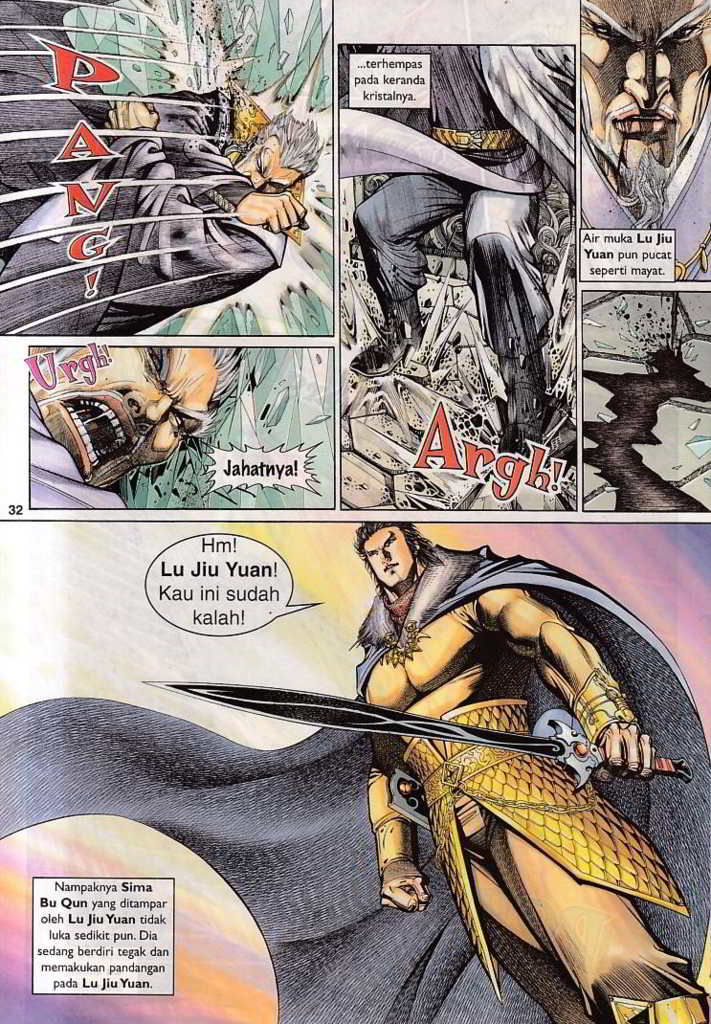 PANG!
...terhempas
pada keranda
kristalnya.
Air muka Lu Jiu
Yuan pun pucat
seperti mayat.
Urgh!
Jahatnya!
Argh!
32
Hm!
Lu Jiu Yuan!
Kau ini sudah
kalah!
Nampaknya Sima
Bu Qun yang ditampar
oleh Lu Jiu Yuan tidak
luka sedikit pun. Dia
sedang berdiri tegak dan
memakukan pandangan
pada Lu Jiu Yuan.